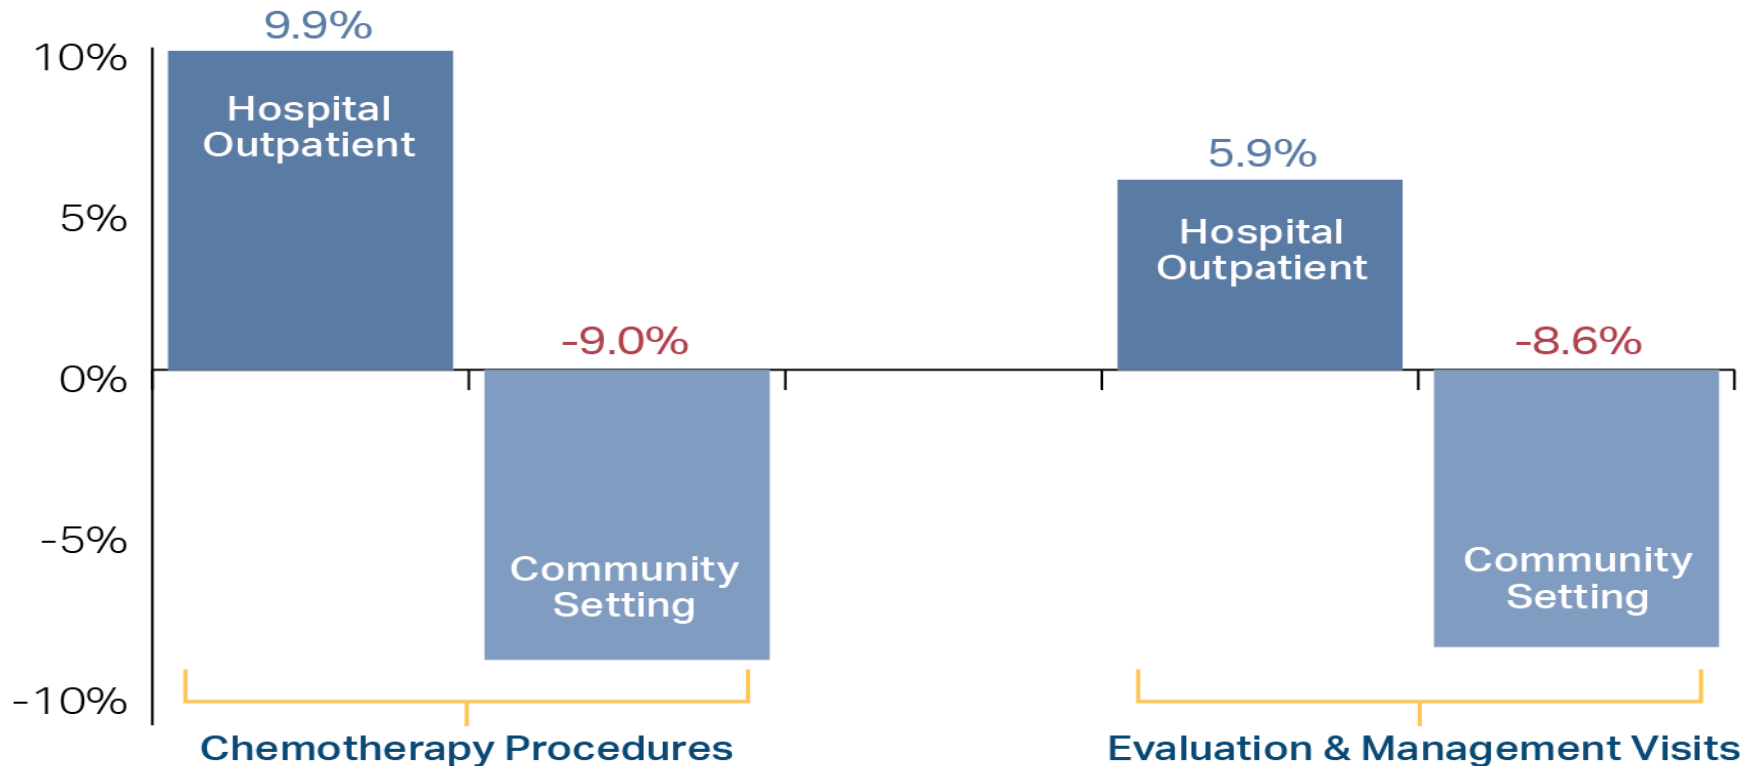 9.9%
10%
Hospital
Outpatient
5.9%
5%
Hospital
Outpatient
-9.0%
-8.6%
0%
-5%
Community
Setting
Community
Setting
-10%
Chemotherapy Procedures
Evaluation & Management Visits